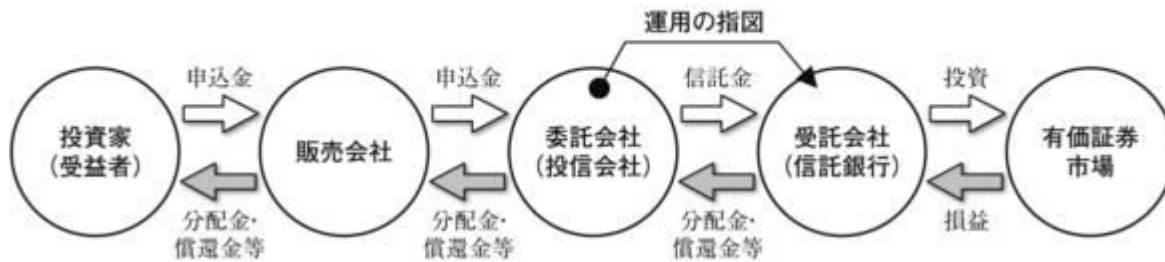 運用の指図
申込金
申込金
信託金
投資
投資家
(受益者)
販売会社
委託会社
(投信会社)
受託会社
(信託銀行)
有価証券
市場
分配金・
償還金等
分配金・
償還金等
分配金・
償還金等
損益